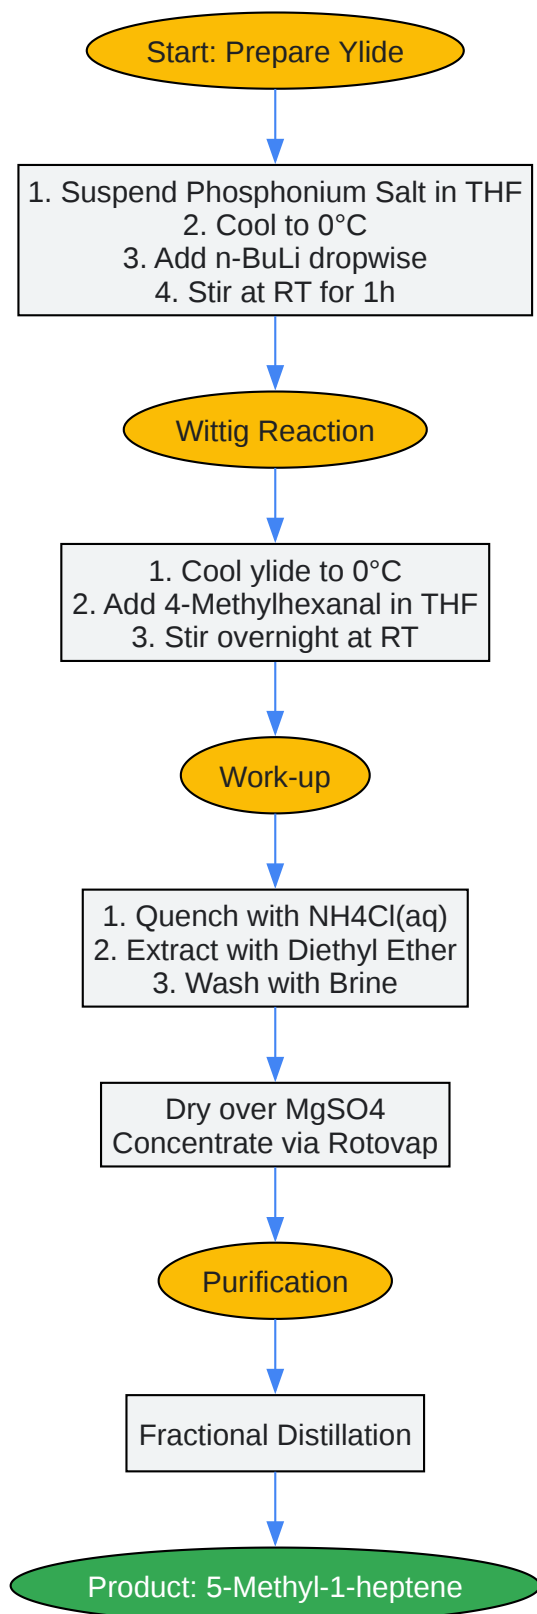 Start: Prepare Ylide
1. Suspend Phosphonium Salt in THF
2. Cool to 0°C
3. Add n-BuLi dropwise
4. Stir at RT for 1h
Wittig Reaction
1. Cool ylide to 0°C
2. Add 4-Methylhexanal in THF
3. Stir overnight at RT
Work-up
1. Quench with NH4Cl(aq)
2. Extract with Diethyl Ether
3. Wash with Brine
Dry over MgSO4
Concentrate via Rotovap
Purification
Fractional Distillation
Product: 5-Methyl-1-heptene